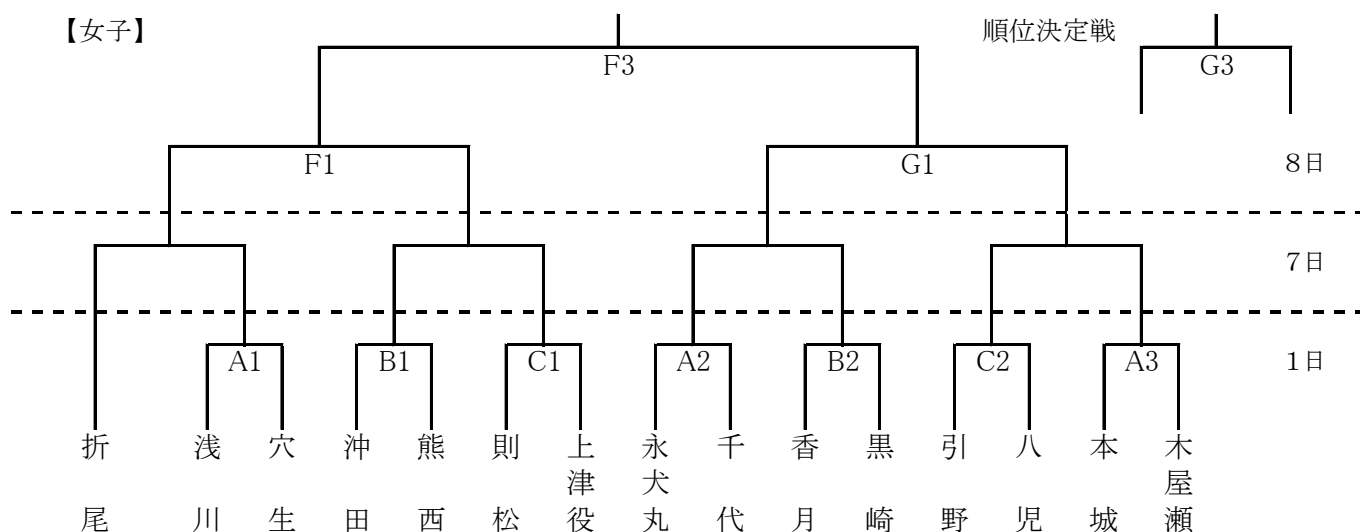 【女子】
順位決定戦
F3
G3
F1
G1
8日
7日
A1
B1
C1
A2
B2
C2
A3
1日
折尾
浅川
穴生
沖田
熊西
則松
上津役
永犬丸
千代
香月
黒崎
引野
八児
本城
木屋瀬